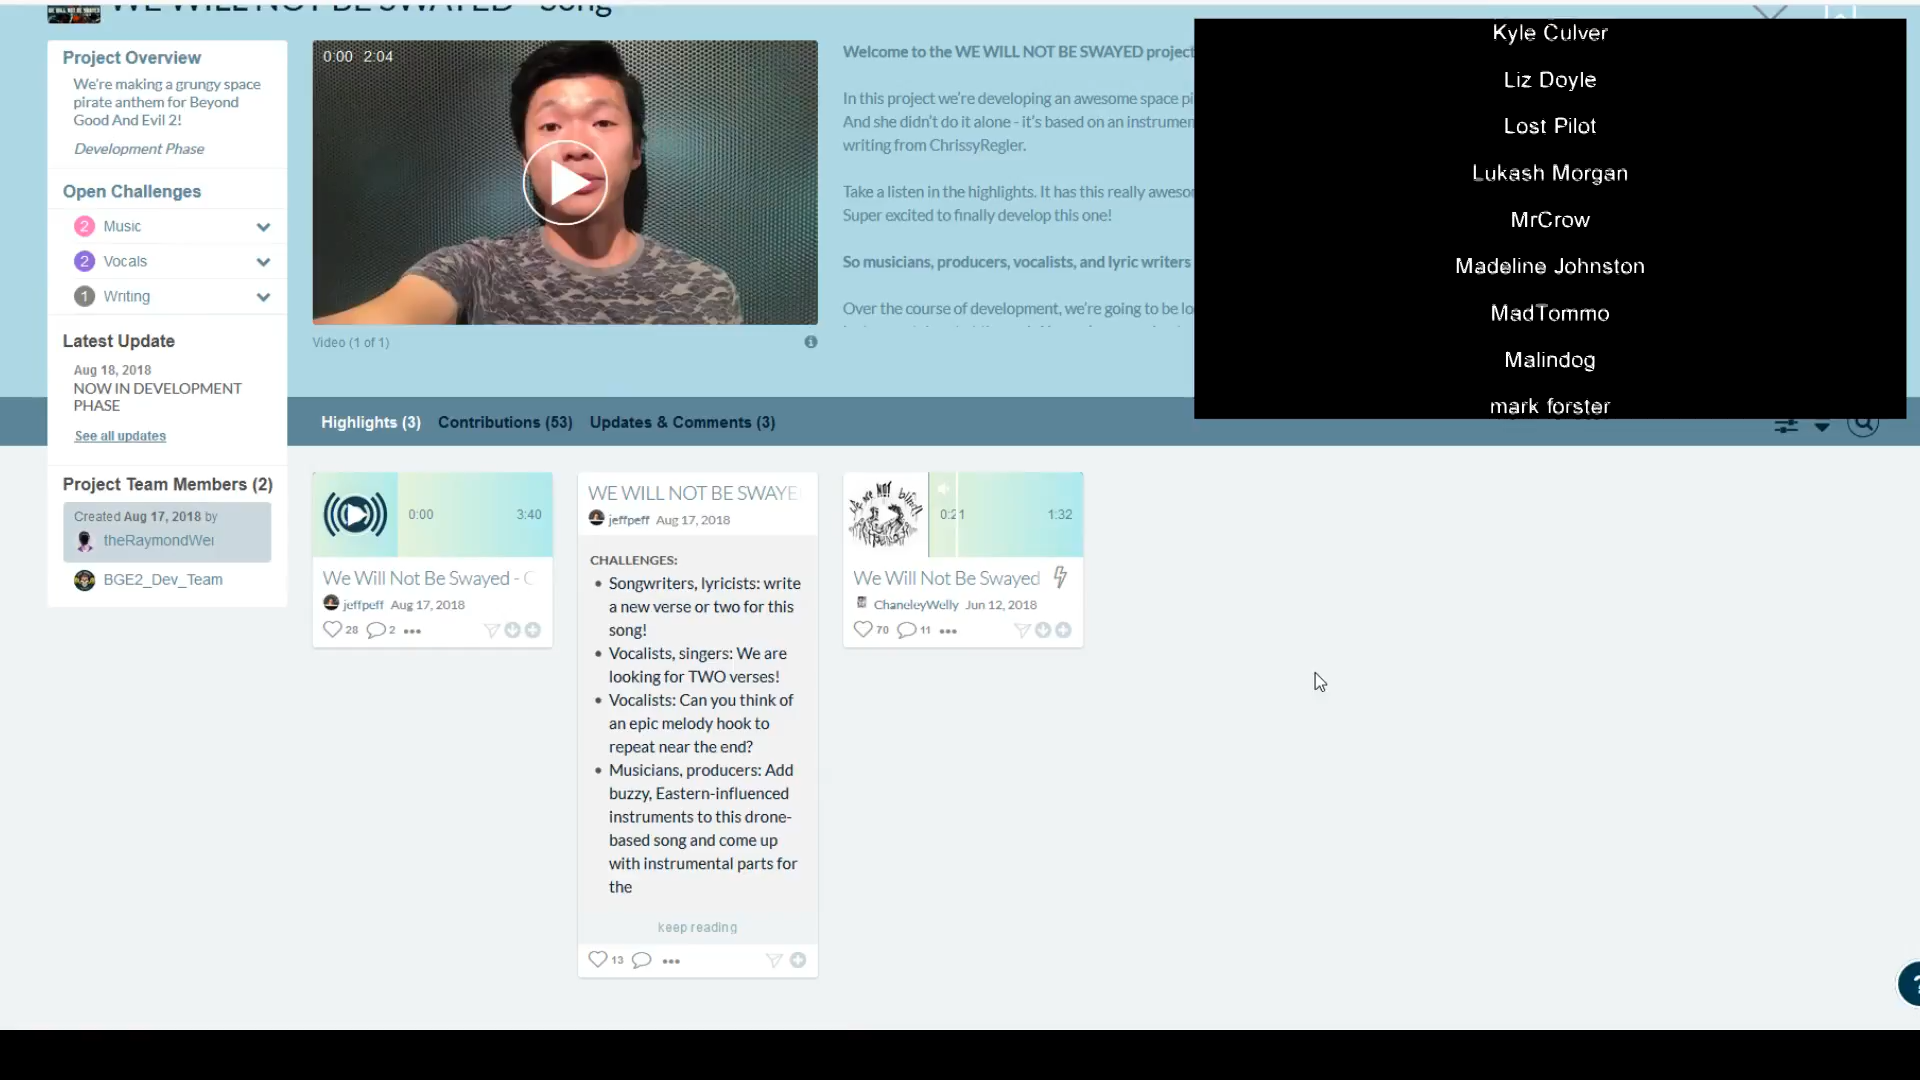 WE WILL NOT BE SWAYED - Song
Project Overview
We're making a grungy space
pirate anthem for Beyond
Good And Evil 2!
Development Phase
Open Challenges
2 Music
2 Vocals
1 Writing
Latest Update
Aug 18, 2018
NOW IN DEVELOPMENT
PHASE
See all updates
Project Team Members (2)
Created Aug 17, 2018 by
theRaymondWei
BGE2_Dev_Team
0:00 2:04
Video (1 of 1)
Welcome to the WE WILL NOT BE SWAYED project
In this project we're developing an awesome space pi
And she didn't do it alone - it's based on an instrumen
writing from ChrissyRegler.
Take a listen in the highlights. It has this really aweso
Super excited to finally develop this one!
So musicians, producers, vocalists, and lyric writers
Over the course of development, we're going to be lo
Kyle Culver
Liz Doyle
Lost Pilot
Lukash Morgan
MrCrow
Madeline Johnston
MadTommo
Malindog
mark forster
Highlights (3) Contributions (53) Updates & Comments (3)
0:00 3:40
We Will Not Be Swayed - C
jeffpeff Aug 17, 2018
28 2
WE WILL NOT BE SWAYE
jeffpeff Aug 17, 2018
CHALLENGES:
• Songwriters, lyricists: write
a new verse or two for this
song!
• Vocalists, singers: We are
looking for TWO verses!
• Vocalists: Can you think of
an epic melody hook to
repeat near the end?
• Musicians, producers: Add
buzzy, Eastern-influenced
instruments to this drone-
based song and come up
with instrumental parts for
the
keep reading
13
We are NOT blindly
0:21 1:32
We Will Not Be Swayed
ChaneleyWelly Jun 12, 2018
70 11
?